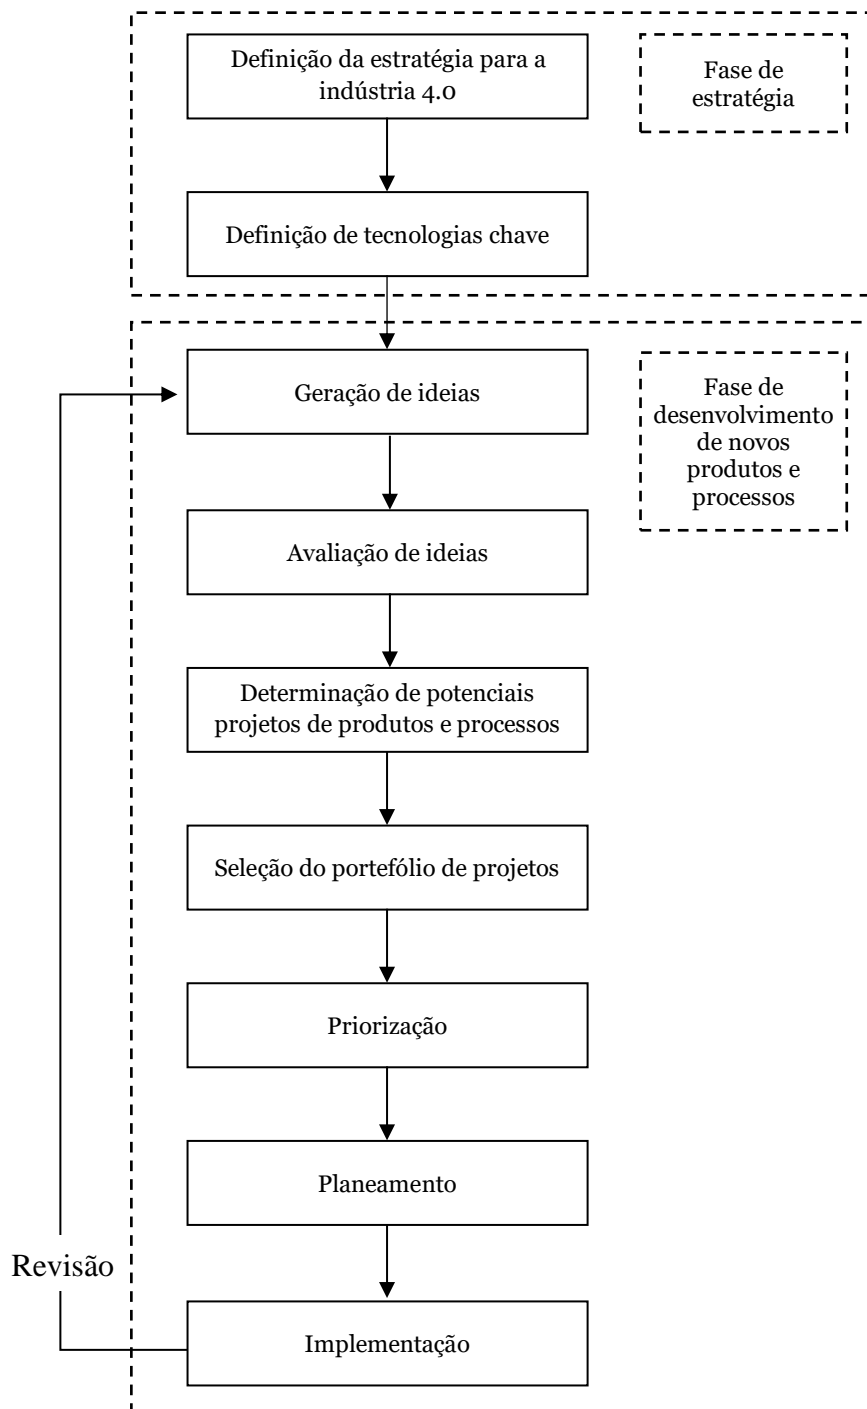 Definição da estratégia para a
indústria 4.0
Fase de
estratégia
Definição de tecnologias chave
Geração de ideias
Fase de
desenvolvimento
de novos
produtos e
processos
Avaliação de ideias
Determinação de potenciais
projetos de produtos e processos
Seleção do portefólio de projetos
Priorização
Planeamento
Revisão
Implementação